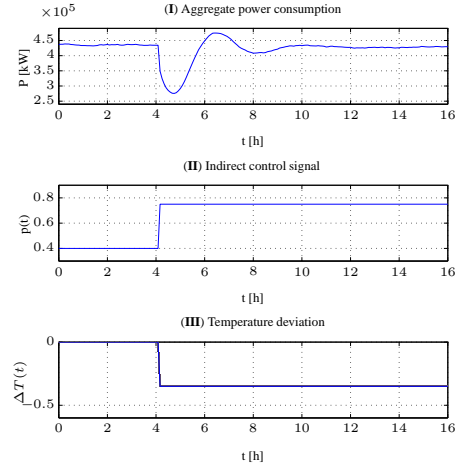 (I) Aggregate power consumption
×10⁵
P [kW]
4.5
4
3.5
3
2.5
0 2 4 6 8 10 12 14 16
t [h]
(II) Indirect control signal
p(t)
0.8
0.6
0.4
0 2 4 6 8 10 12 14 16
t [h]
(III) Temperature deviation
ΔT(t)
0
−0.5
0 2 4 6 8 10 12 14 16
t [h]